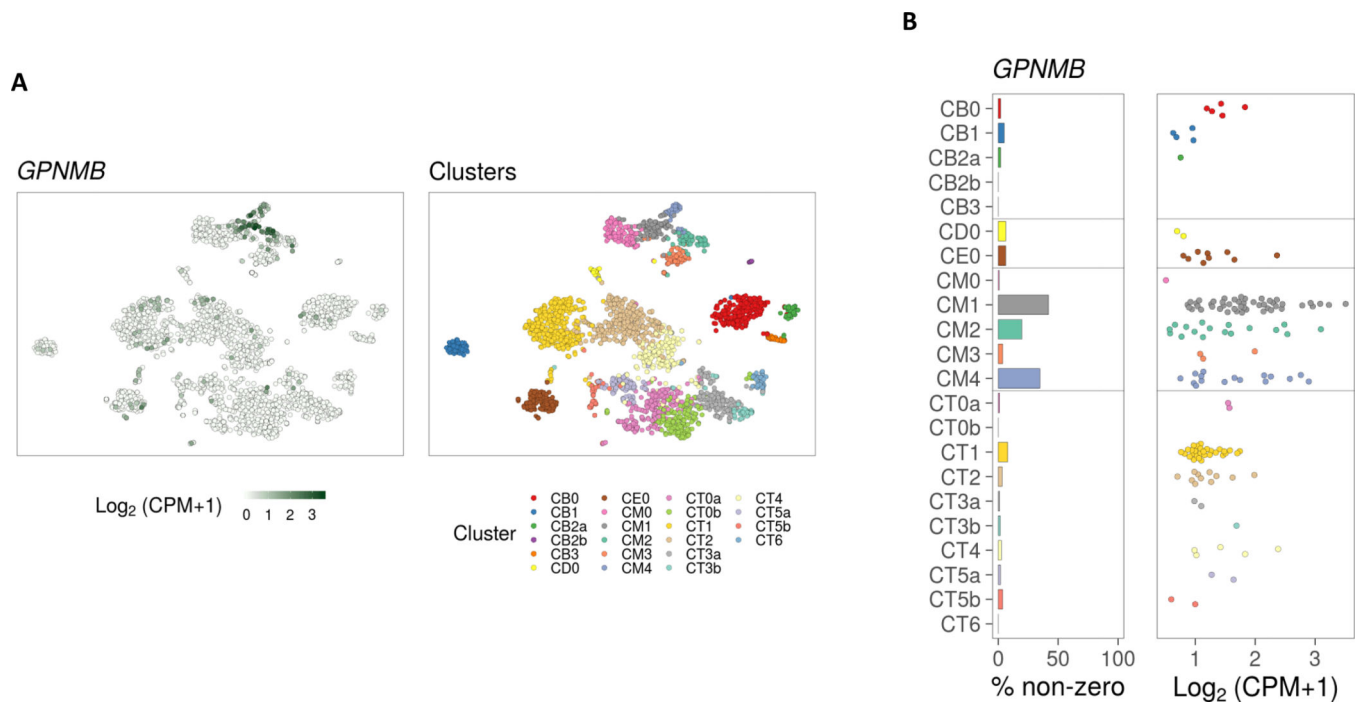 A
GPNMB
Clusters
Log₂ (CPM+1)
0 1 2 3
Cluster
CB0 CE0 CT0a CT4
CB1 CM0 CT0b CT5a
CB2a CM1 CT1 CT5b
CB2b CM2 CT2 CT6
CB3 CM3 CT3a
CD0 CM4 CT3b
B
GPNMB
CB0
CB1
CB2a
CB2b
CB3
CD0
CE0
CM0
CM1
CM2
CM3
CM4
CT0a
CT0b
CT1
CT2
CT3a
CT3b
CT4
CT5a
CT5b
CT6
0 50 100
% non-zero
1 2 3
Log₂ (CPM+1)